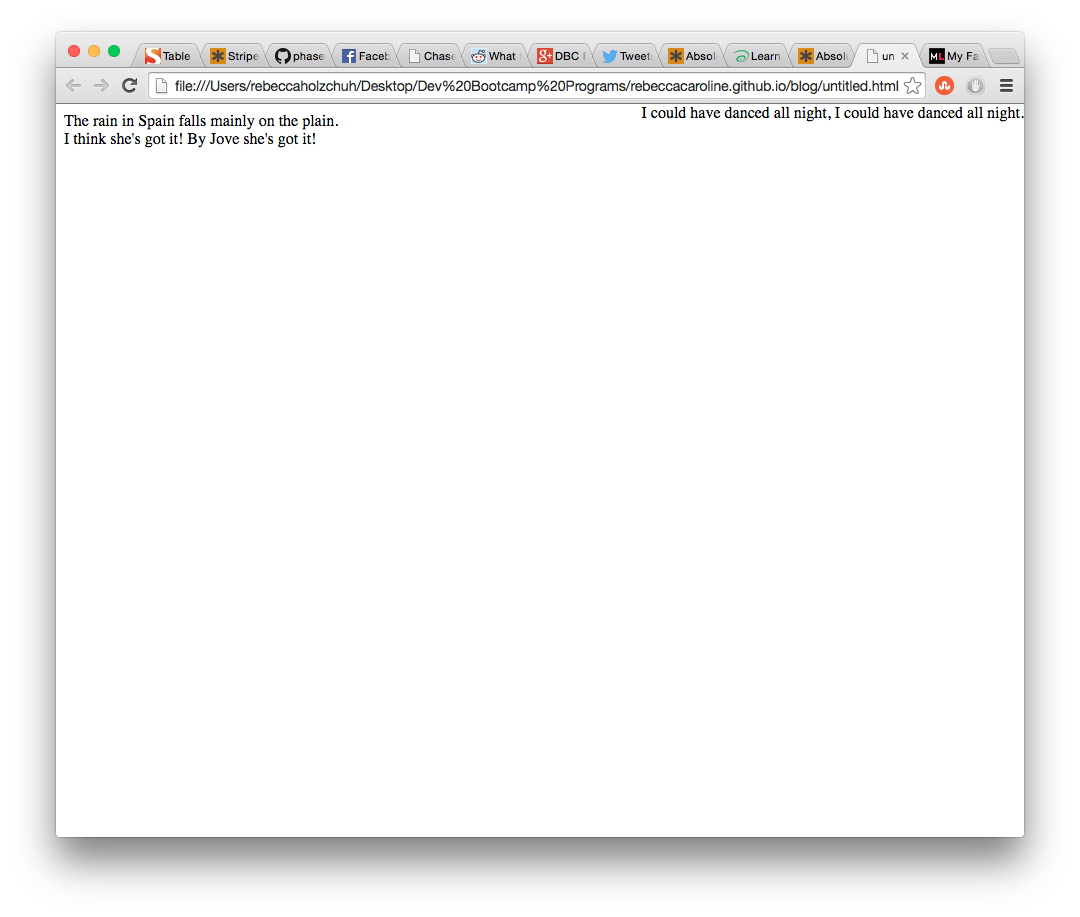 Table
Stripe
phase
Faceb
Chase
What
DBC
Tweet
Absol
Learn
Absol
un
ML My Fa
file:///Users/rebeccaholzchuh/Desktop/Dev%20Bootcamp%20Programs/rebeccacaroline.github.io/blog/untitled.html
I could have danced all night, I could have danced all night.
The rain in Spain falls mainly on the plain.
I think she's got it! By Jove she's got it!